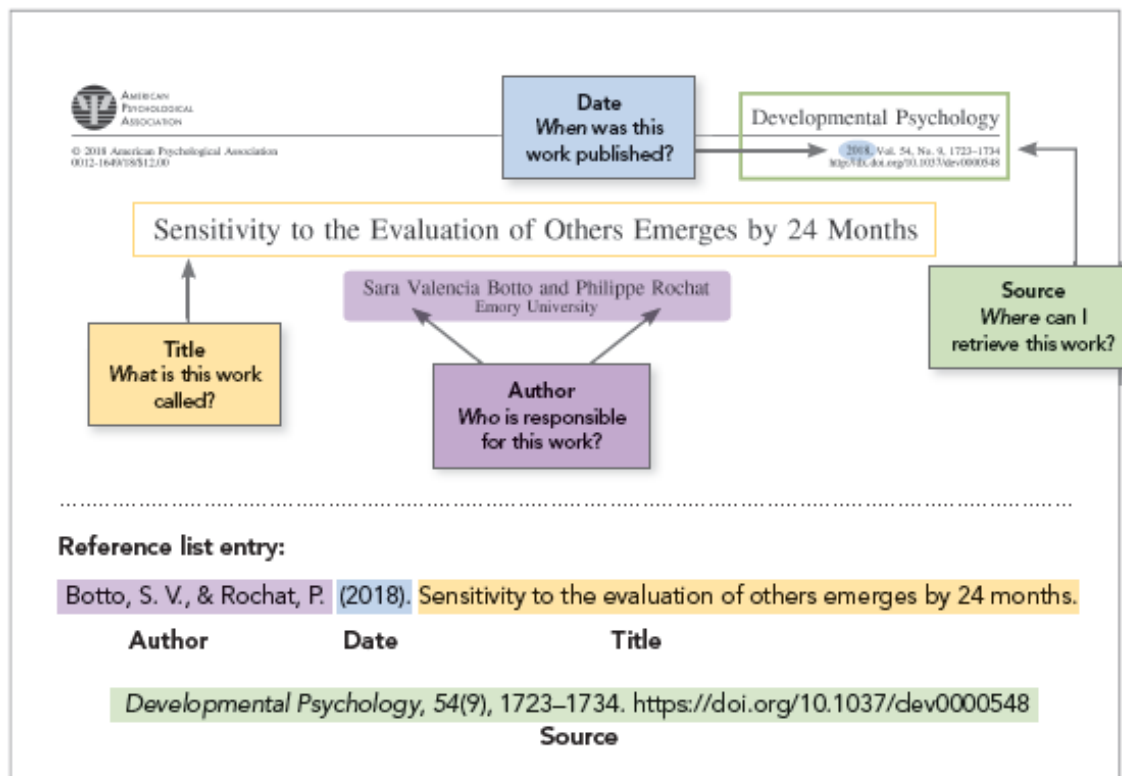 AMERICAN
PSYCHOLOGICAL
ASSOCIATION
© 2018 American Psychological Association
0012-1649/18/$12.00
Date
When was this
work published?
Developmental Psychology
2018, Vol. 54, No. 9, 1723–1734
http://dx.doi.org/10.1037/dev0000548
Sensitivity to the Evaluation of Others Emerges by 24 Months
Sara Valencia Botto and Philippe Rochat
Emory University
Source
Where can I
retrieve this work?
Title
What is this work
called?
Author
Who is responsible
for this work?
Reference list entry:
Botto, S. V., & Rochat, P. (2018). Sensitivity to the evaluation of others emerges by 24 months.
Author Date Title
Developmental Psychology, 54(9), 1723–1734. https://doi.org/10.1037/dev0000548
Source